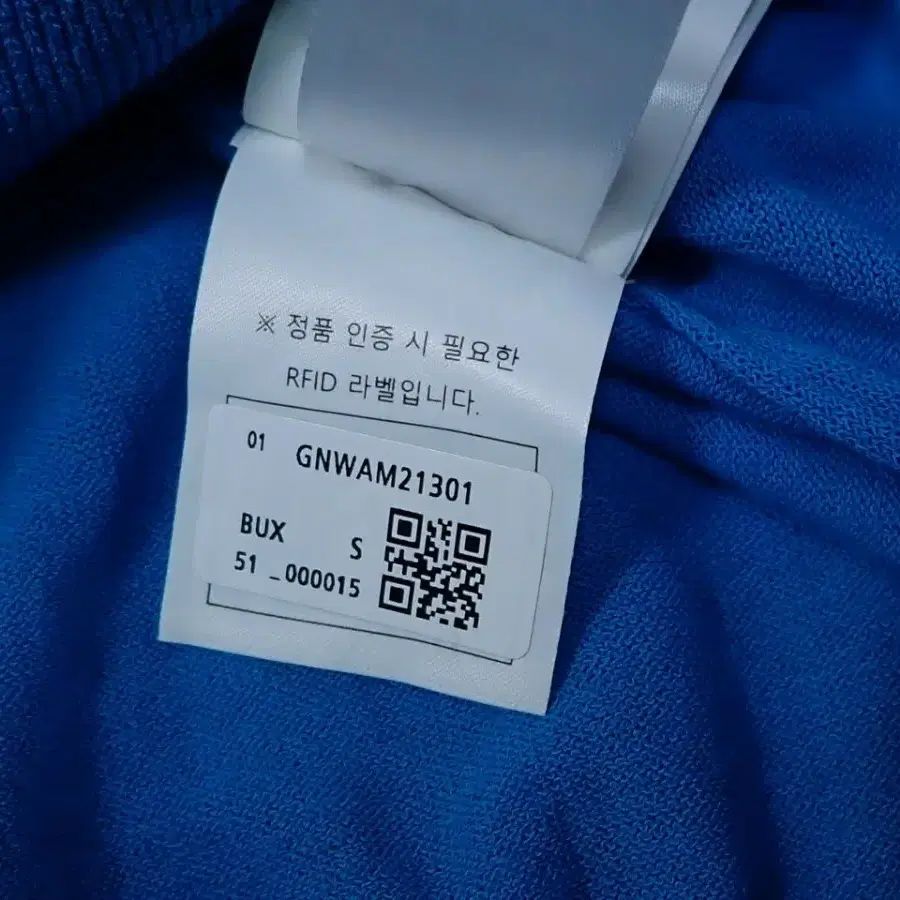 ※ 정품 인증 시 필요한
RFID 라벨입니다.
01 GNWAM21301
BUX S
51 _000015